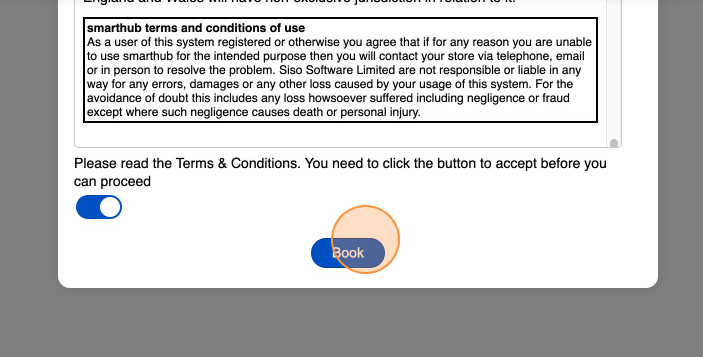 England and Wales will have non-exclusive jurisdiction in relation to it.
smarthub terms and conditions of use
As a user of this system registered or otherwise you agree that if for any reason you are unable
to use smarthub for the intended purpose then you will contact your store via telephone, email
or in person to resolve the problem. Siso Software Limited are not responsible or liable in any
way for any errors, damages or any other loss caused by your usage of this system. For the
avoidance of doubt this includes any loss howsoever suffered including negligence or fraud
except where such negligence causes death or personal injury.
Please read the Terms & Conditions. You need to click the button to accept before you
can proceed
Book